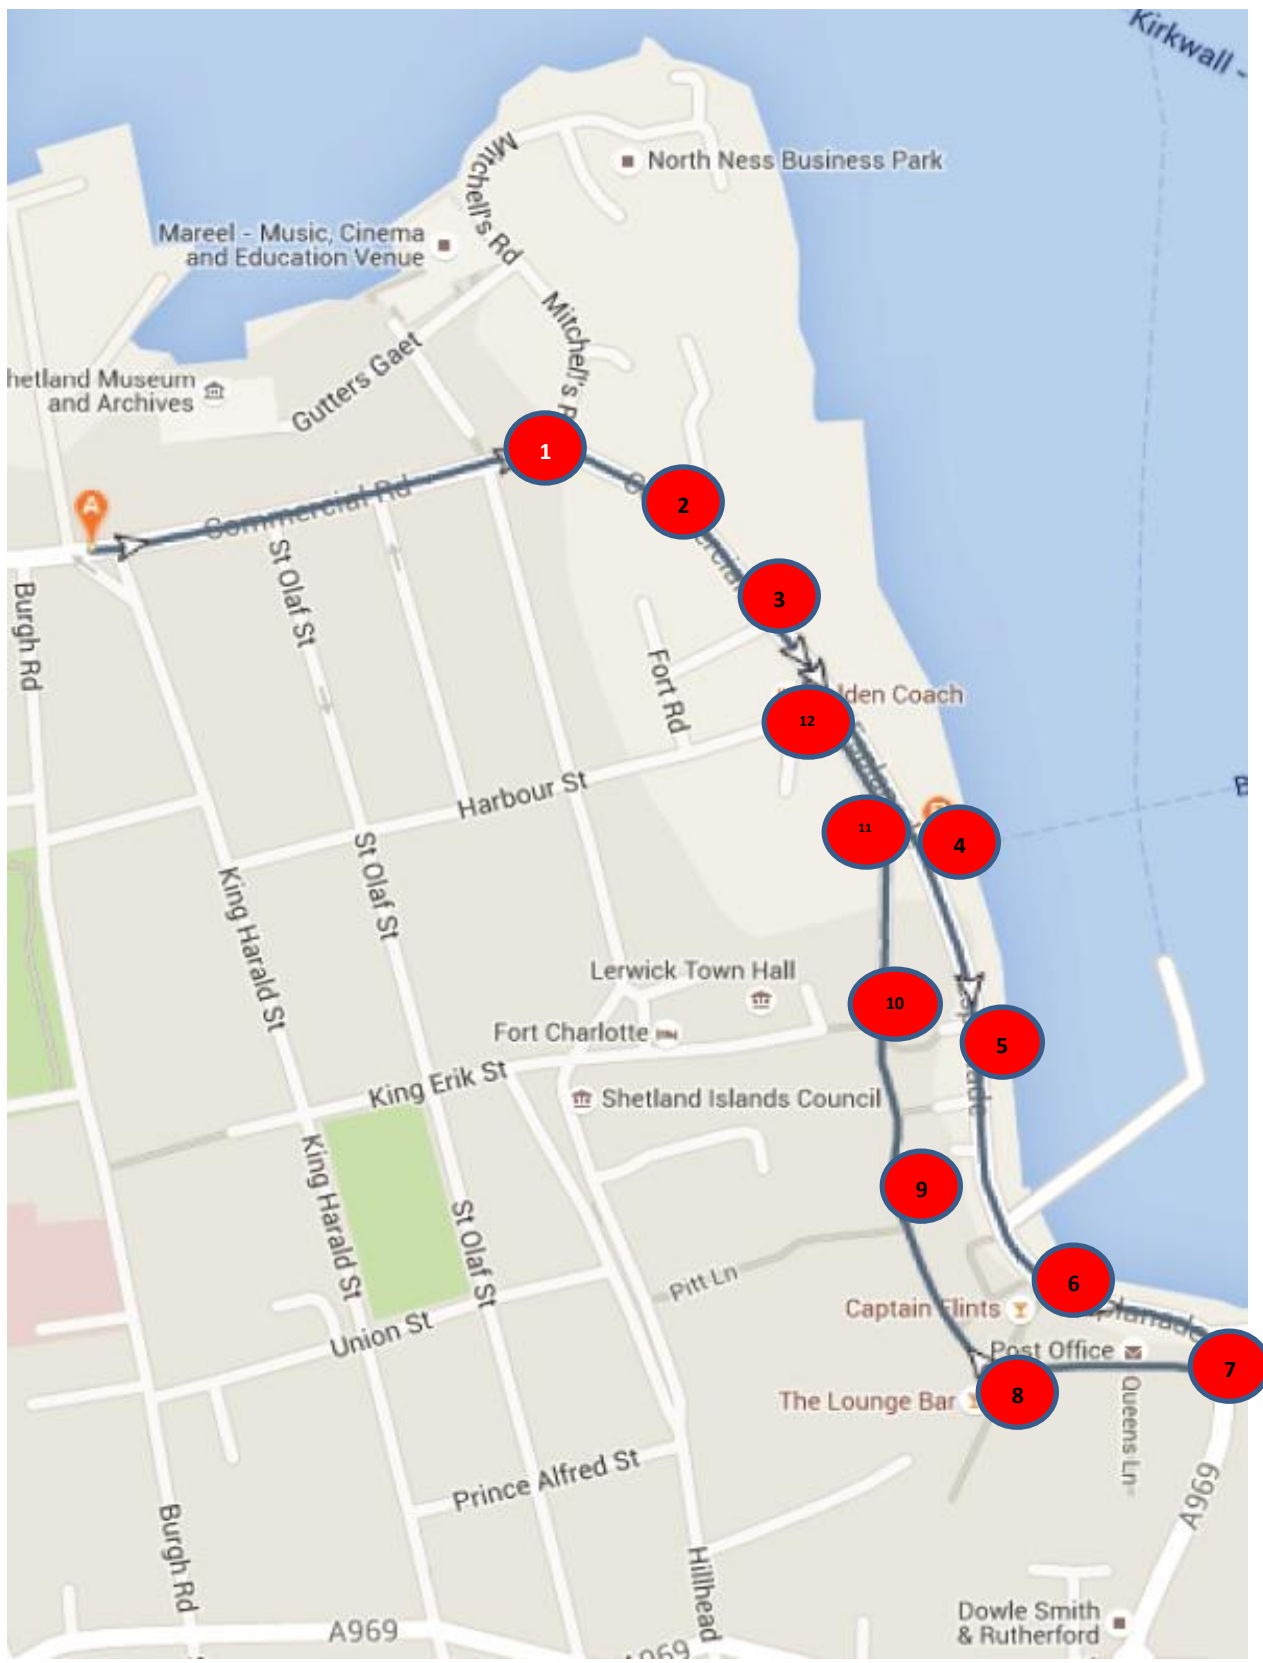 Kirkwall -
North Ness Business Park
Mitchell's Rd
Mareel - Music, Cinema
and Education Venue
Mitchell's R
hetland Museum
and Archives
Gutters Gaet
1
A
Commercial Rd
2
St Olaf St
Burgh Rd
3
Fort Rd
lden Coach
12
Harbour St
B
11
4
St Olaf St
King Harald St
Lerwick Town Hall
10
Fort Charlotte
5
King Erik St
Shetland Islands Council
King Harald St
9
St Olaf St
Pitt Ln
6
Captain Flints
Union St
Post Office
7
8
The Lounge Bar
Queens Ln
Prince Alfred St
A969
Burgh Rd
Hillhead
Dowle Smith
& Rutherford
A969
A969